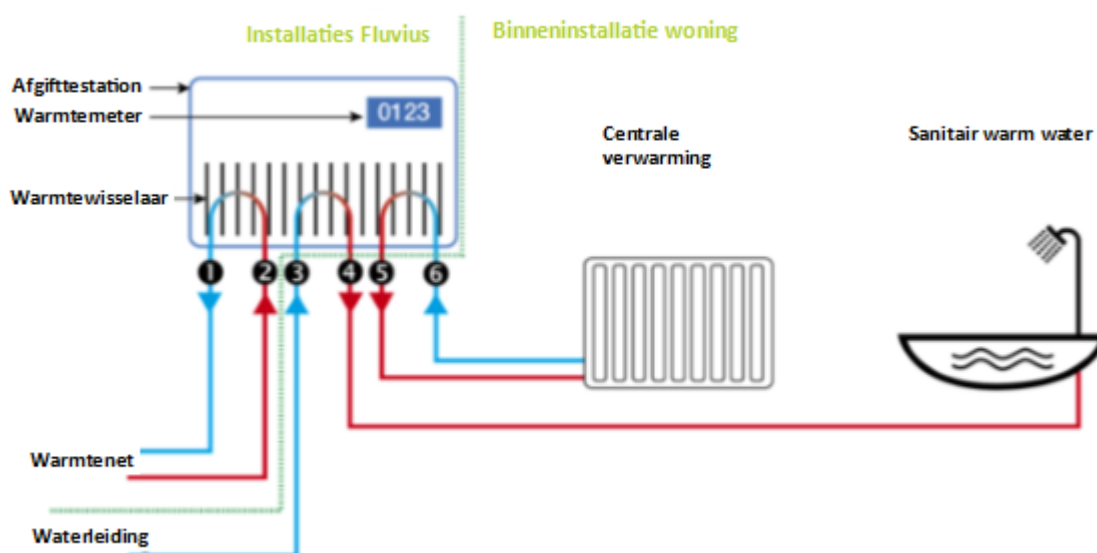 Installaties Fluvius
Binneninstallatie woning
Afgifttestation
Warmtemeter
0123
Centrale
verwarming
Sanitair warm water
Warmtewisselaar
1 2 3 4 5 6
Warmtenet
Waterleiding